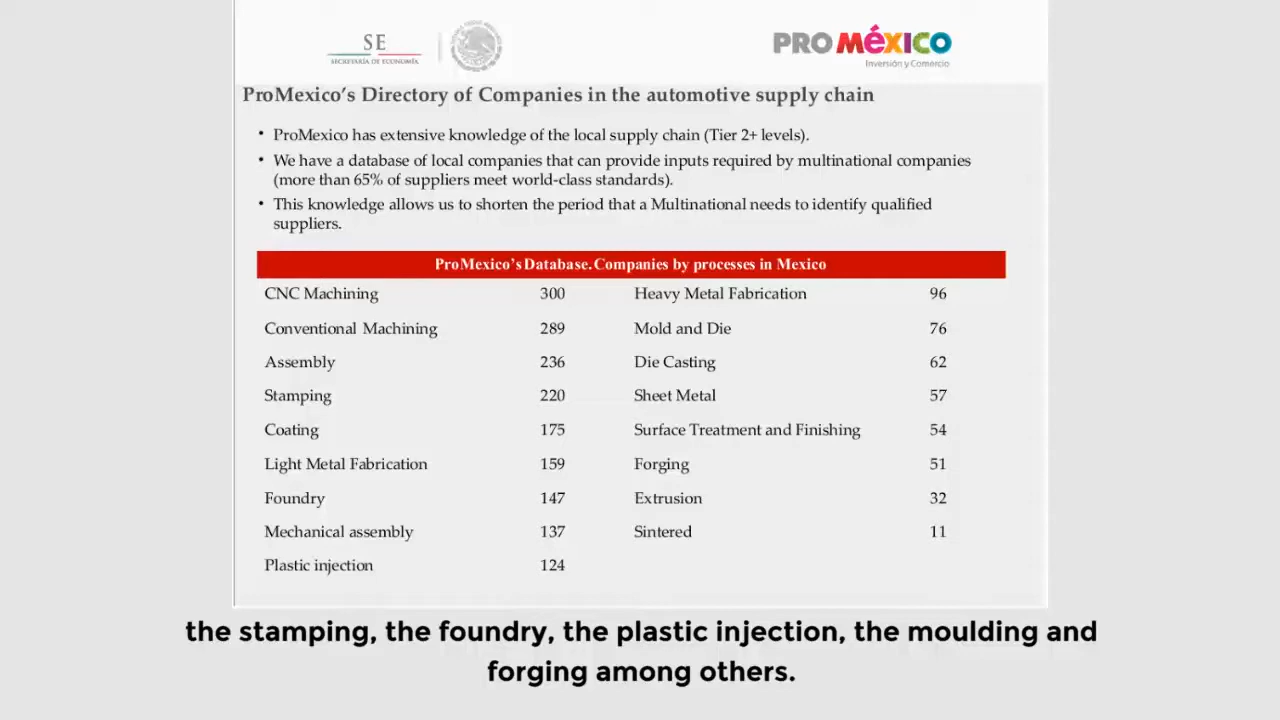 SE
SECRETARÍA DE ECONOMÍA
PRO MéXICO
Inversión y Comercio
ProMexico's Directory of Companies in the automotive supply chain
• ProMexico has extensive knowledge of the local supply chain (Tier 2+ levels).
• We have a database of local companies that can provide inputs required by multinational companies
(more than 65% of suppliers meet world-class standards).
• This knowledge allows us to shorten the period that a Multinational needs to identify qualified
suppliers.
ProMexico's Database. Companies by processes in Mexico
CNC Machining 300 Heavy Metal Fabrication 96
Conventional Machining 289 Mold and Die 76
Assembly 236 Die Casting 62
Stamping 220 Sheet Metal 57
Coating 175 Surface Treatment and Finishing 54
Light Metal Fabrication 159 Forging 51
Foundry 147 Extrusion 32
Mechanical assembly 137 Sintered 11
Plastic injection 124
the stamping, the foundry, the plastic injection, the moulding and
forging among others.